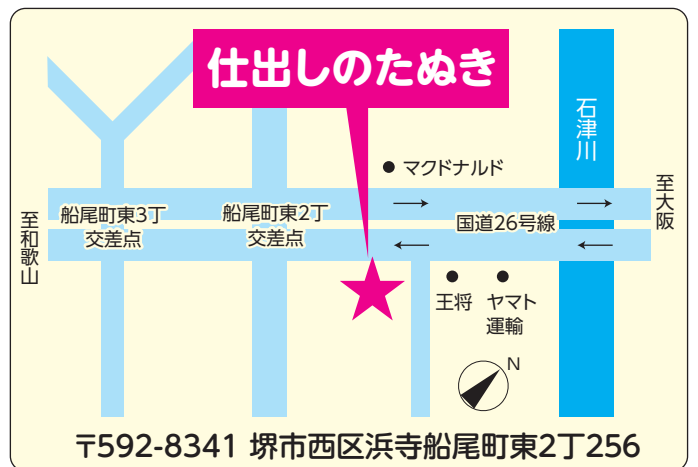 仕出しのたぬき
石津川
マクドナルド
至大阪
船尾町東3丁
交差点
船尾町東2丁
交差点
国道26号線
至和歌山
王将
ヤマト
運輸
N
〒592-8341 堺市西区浜寺船尾町東2丁256